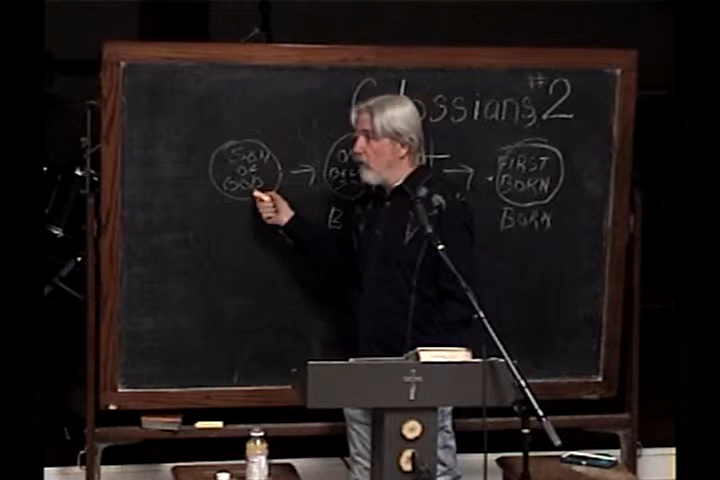 Colossians #2
SON
OF
GOD
FIRST
BORN
BORN